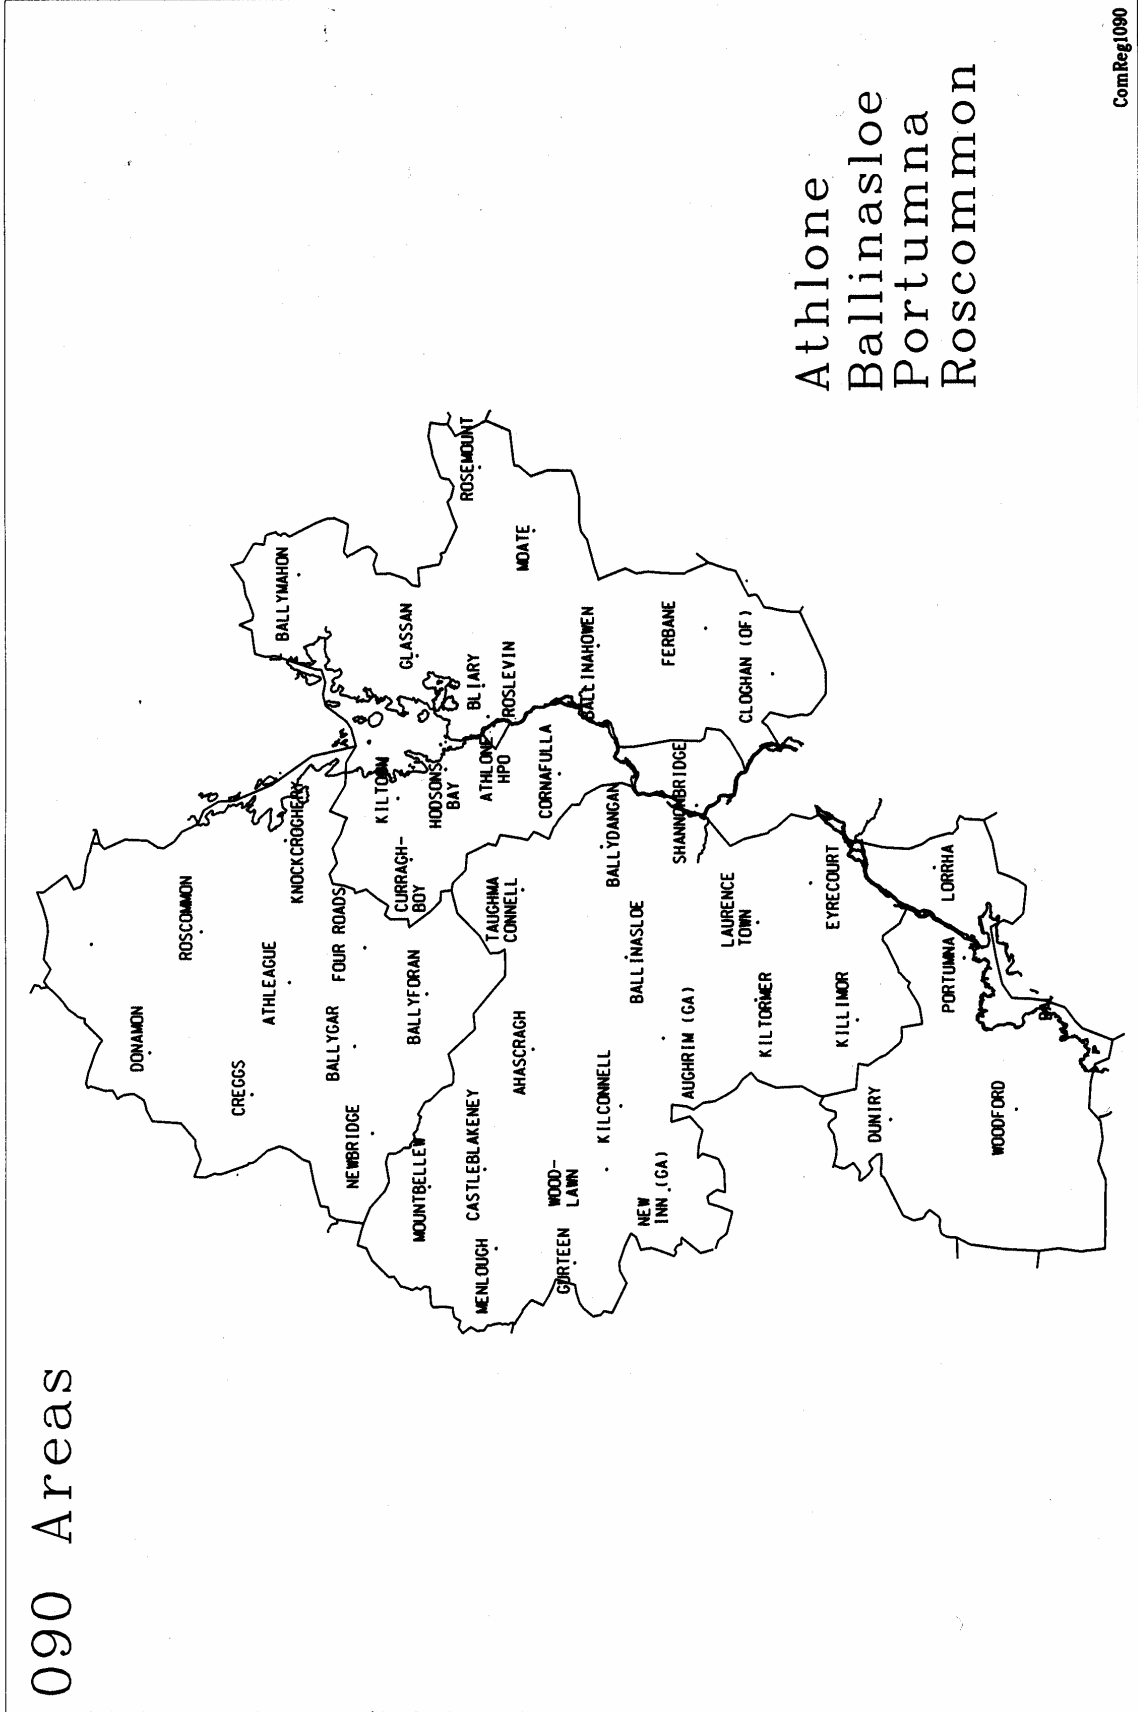 090 Areas
DONAMON
ROSCOMMON
CREGGS
ATHLEAGUE
KNOCKCROGHERY
BALLYMAHON
NEWBRIDGE
BALLYGAR
FOUR ROADS
KILTOOM
CURRAGH-
BOY
GLASSAN
MOUNTBELLEW
BALLYFORAN
HODSONS
BAY
CASTLEBLAKENEY
BLIARY
ROSEMOUNT
MENLOUGH
TAUGHMA
CONNELL
ATHLONE
HPO
ROSLEVIN
AHASCRAGH
MOATE
CORNAFULLA
WOOD-
LAWN
GURTEEN
KILCONNELL
BALLYDANGAN
BALLINAHOWEN
BALLINASLOE
NEW
INN (GA)
AUGHRIM (GA)
SHANNONBRIDGE
FERBANE
LAURENCE
TOWN
CLOGHAN (OF)
KILTORMER
KILLIMOR
EYRECOURT
DUNIRY
PORTUMNA
LORRHA
WOODFORD
Athlone
Ballinasloe
Portumna
Roscommon
ComReg1090